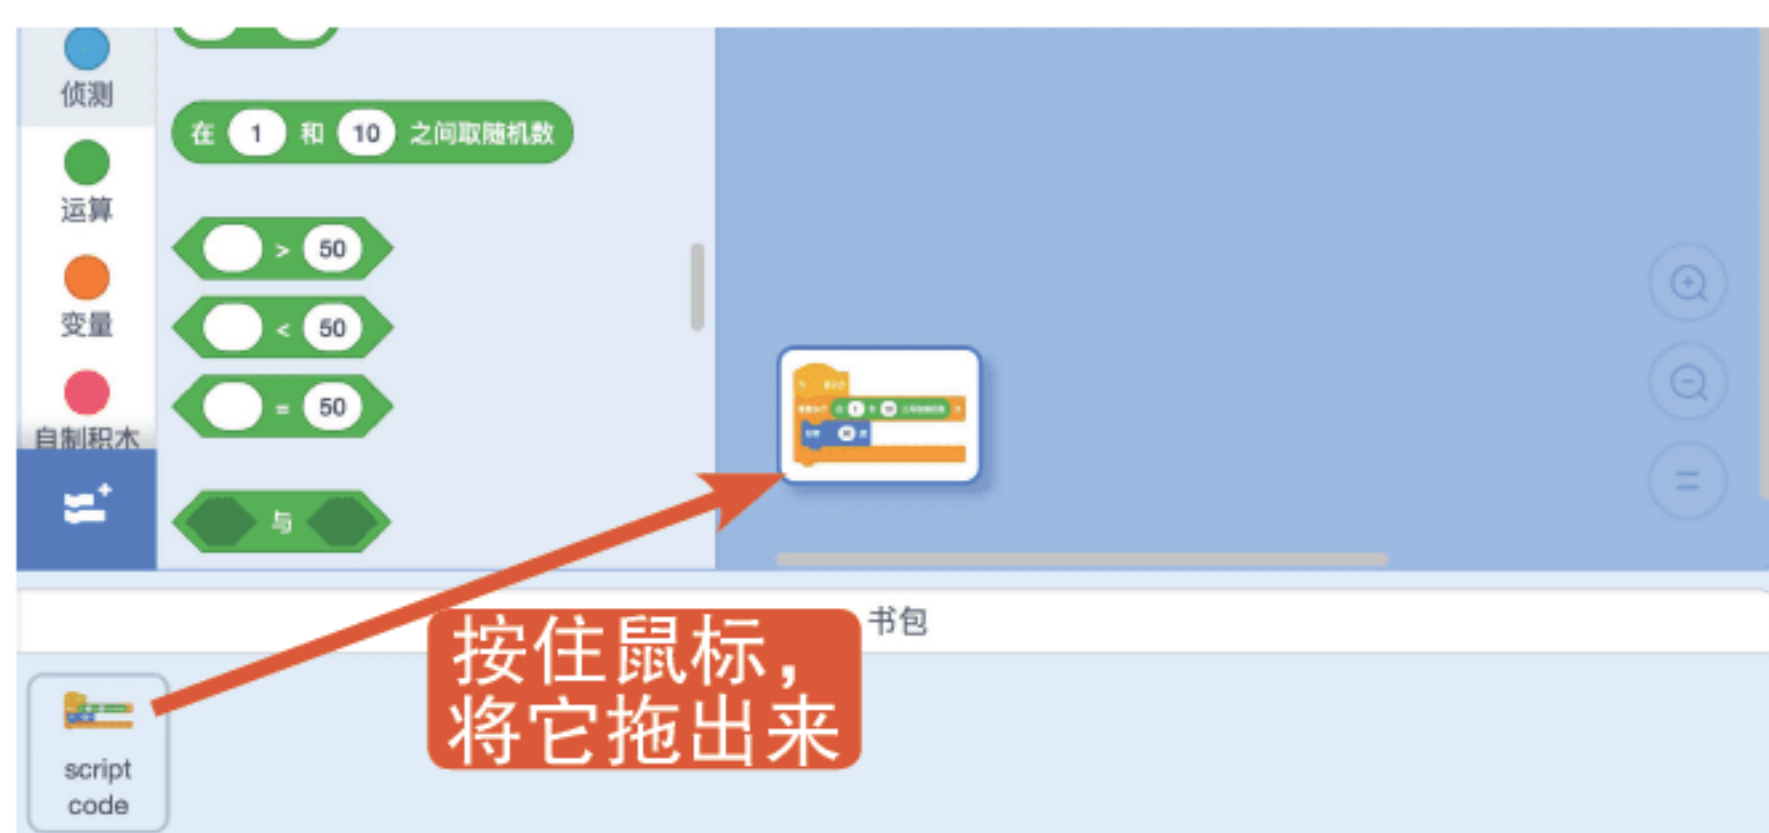 侦测
在 1 和 10 之间取随机数
运算
> 50
变量
< 50
= 50
自制积木
与
书包
按住鼠标，
将它拖出来
script
code